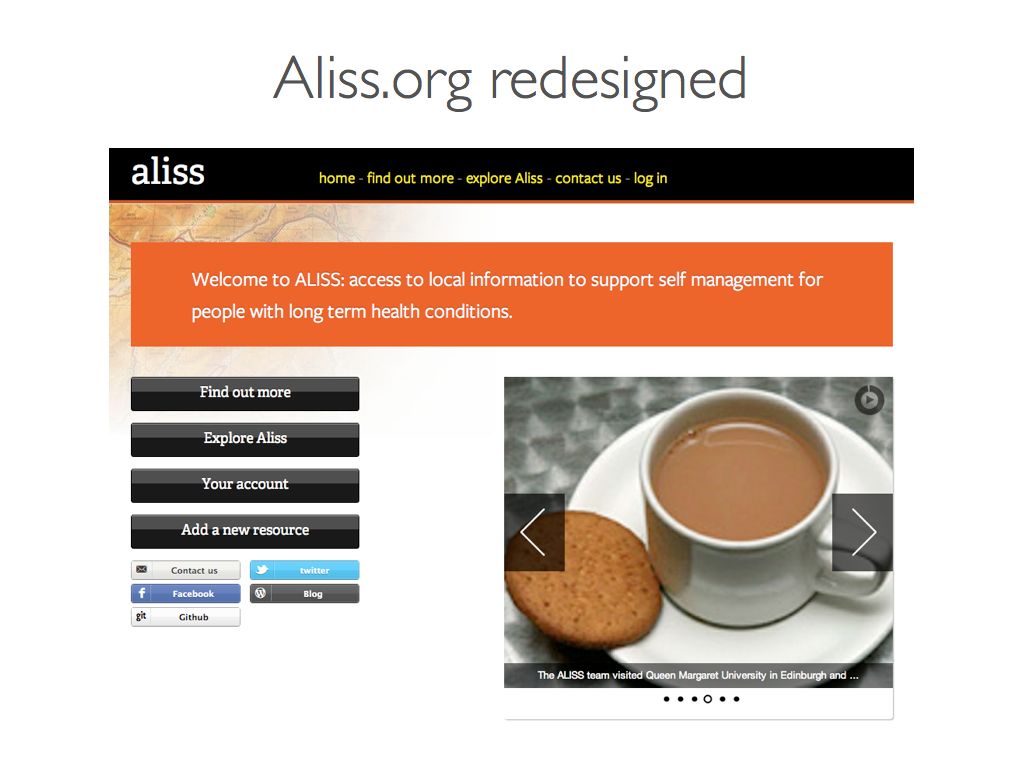 Aliss.org redesigned
aliss
home - find out more - explore Aliss - contact us - log in
Welcome to ALISS: access to local information to support self management for
people with long term health conditions.
Find out more
Explore Aliss
Your account
Add a new resource
Contact us
twitter
f Facebook
Blog
git Github
The ALISS team visited Queen Margaret University in Edinburgh and ...